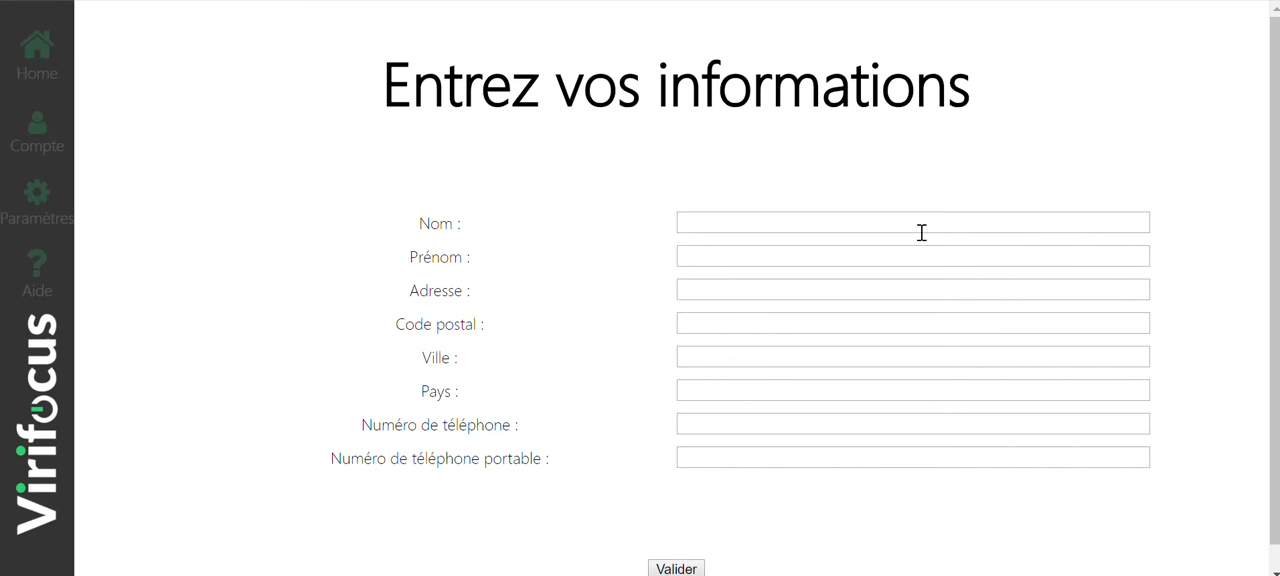 Home
Compte
Paramètres
Aide
Virifocus
Entrez vos informations
Nom :
Prénom :
Adresse :
Code postal :
Ville :
Pays :
Numéro de téléphone :
Numéro de téléphone portable :
Valider